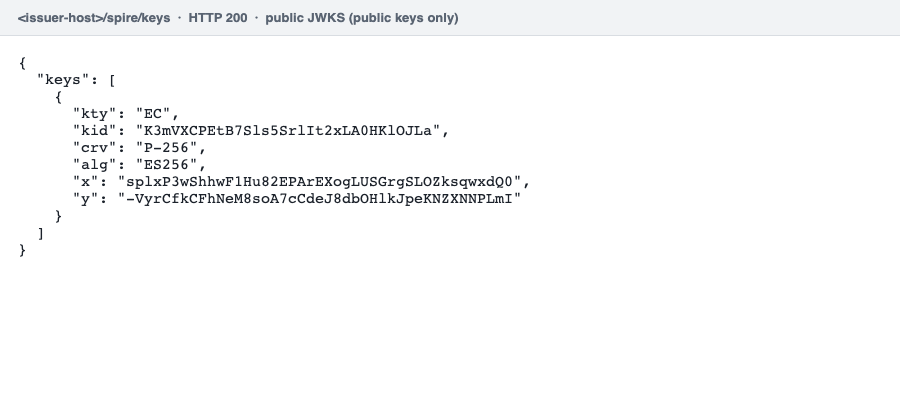 <issuer-host>/spire/keys · HTTP 200 · public JWKS (public keys only)
{
  "keys": [
    {
      "kty": "EC",
      "kid": "K3mVXCPEtB7Sls5SrlIt2xLA0HKlOJLa",
      "crv": "P-256",
      "alg": "ES256",
      "x": "splxP3wShhwF1Hu82EPArEXogLUSGrgSLOZksqwxdQ0",
      "y": "-VyrCfkCFhNeM8soA7cCdeJ8dbOHlkJpeKNZXNNPLmI"
    }
  ]
}